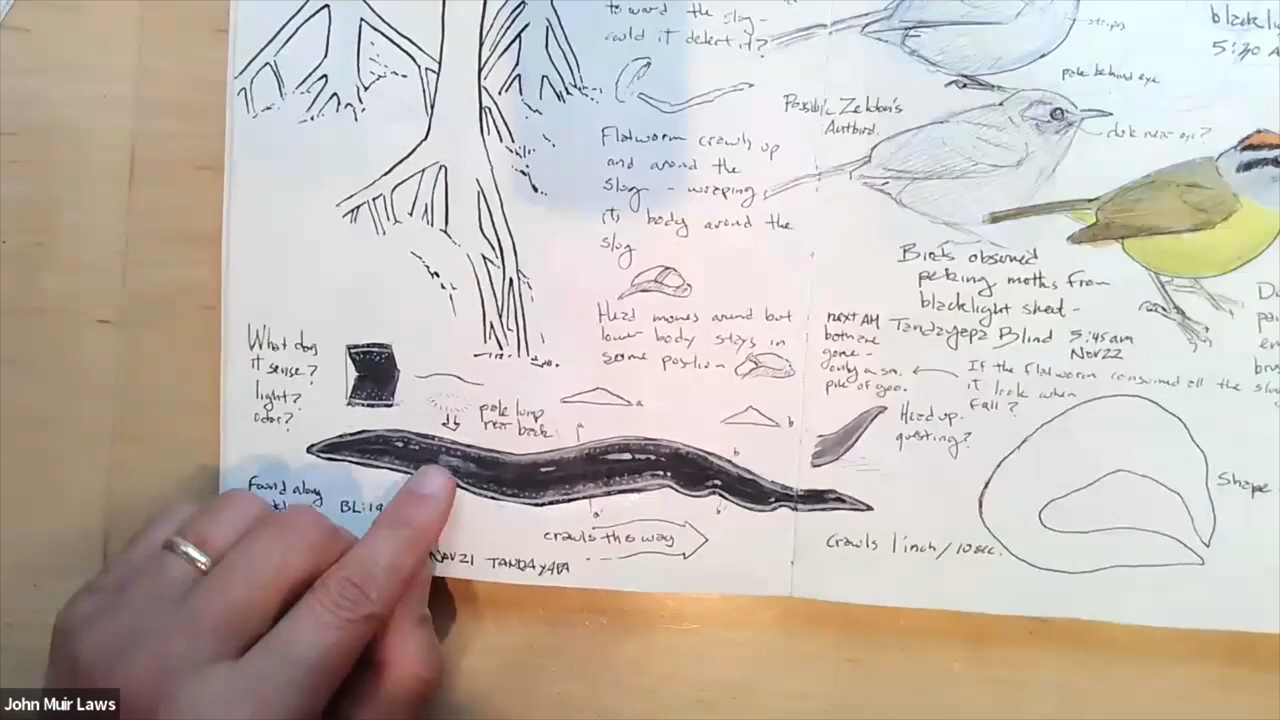 toward the slug -
could it detect it?
Flatworm crawls up
and around the
slug - wrapping
its body around the
slug
Head moves around but
lower body stays in
same position
What does
it sense?
light?
odor?
pale lump
near back
a
b
a
b
a'
b'
Found along
BL:
crawls this way
NOV21 TANDAYAPA
stripes
pale behind eye
Possible Zeldon's
Antbird.
dark near eye?
blackli
5:30 A
Birds observed
picking moths from
blacklight sheet -
Tandayapa Blind 5:45am
Nov22
next AM
both are
gone -
only a sm.
pile of goo.
If the flatworm consumed all the slug
it look when
full?
Head up -
questing?
Shape
Crawls 1 inch/10sec.
John Muir Laws